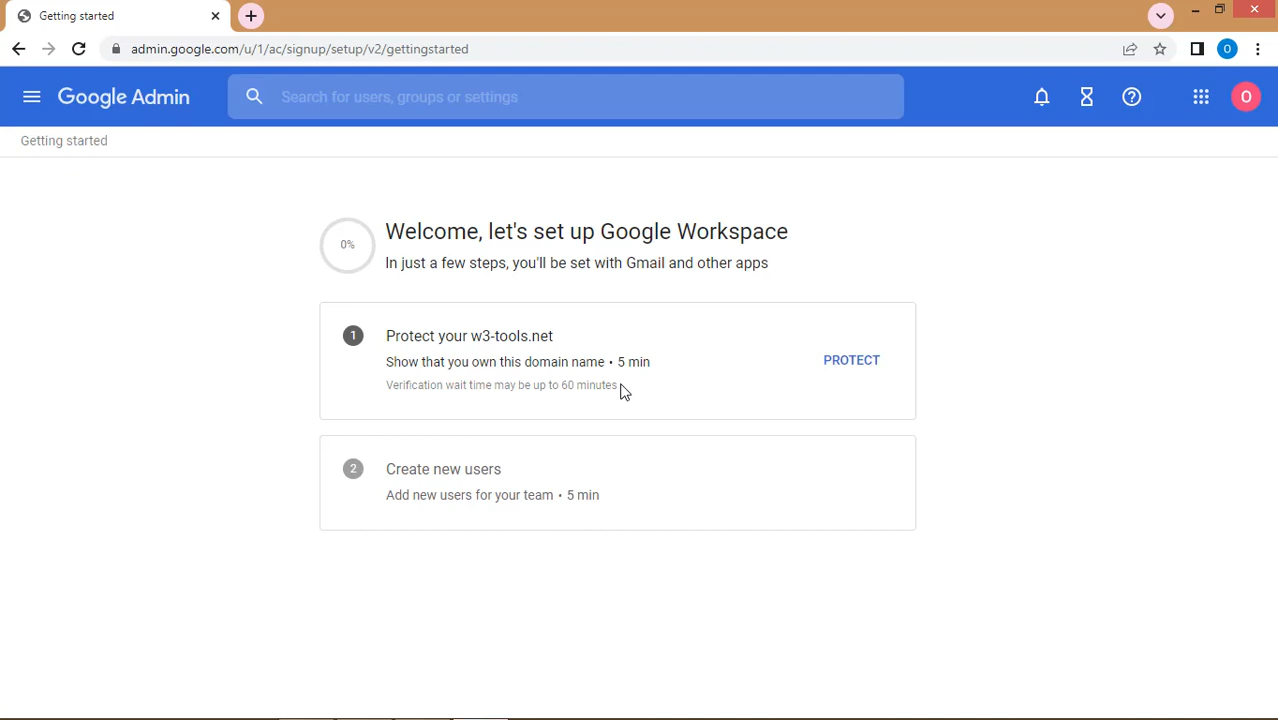 Getting started
admin.google.com/u/1/ac/signup/setup/v2/gettingstarted
O
Google Admin
Search for users, groups or settings
O
Getting started
0%
Welcome, let's set up Google Workspace
In just a few steps, you'll be set with Gmail and other apps
1
Protect your w3-tools.net
Show that you own this domain name • 5 min
Verification wait time may be up to 60 minutes
PROTECT
2
Create new users
Add new users for your team • 5 min